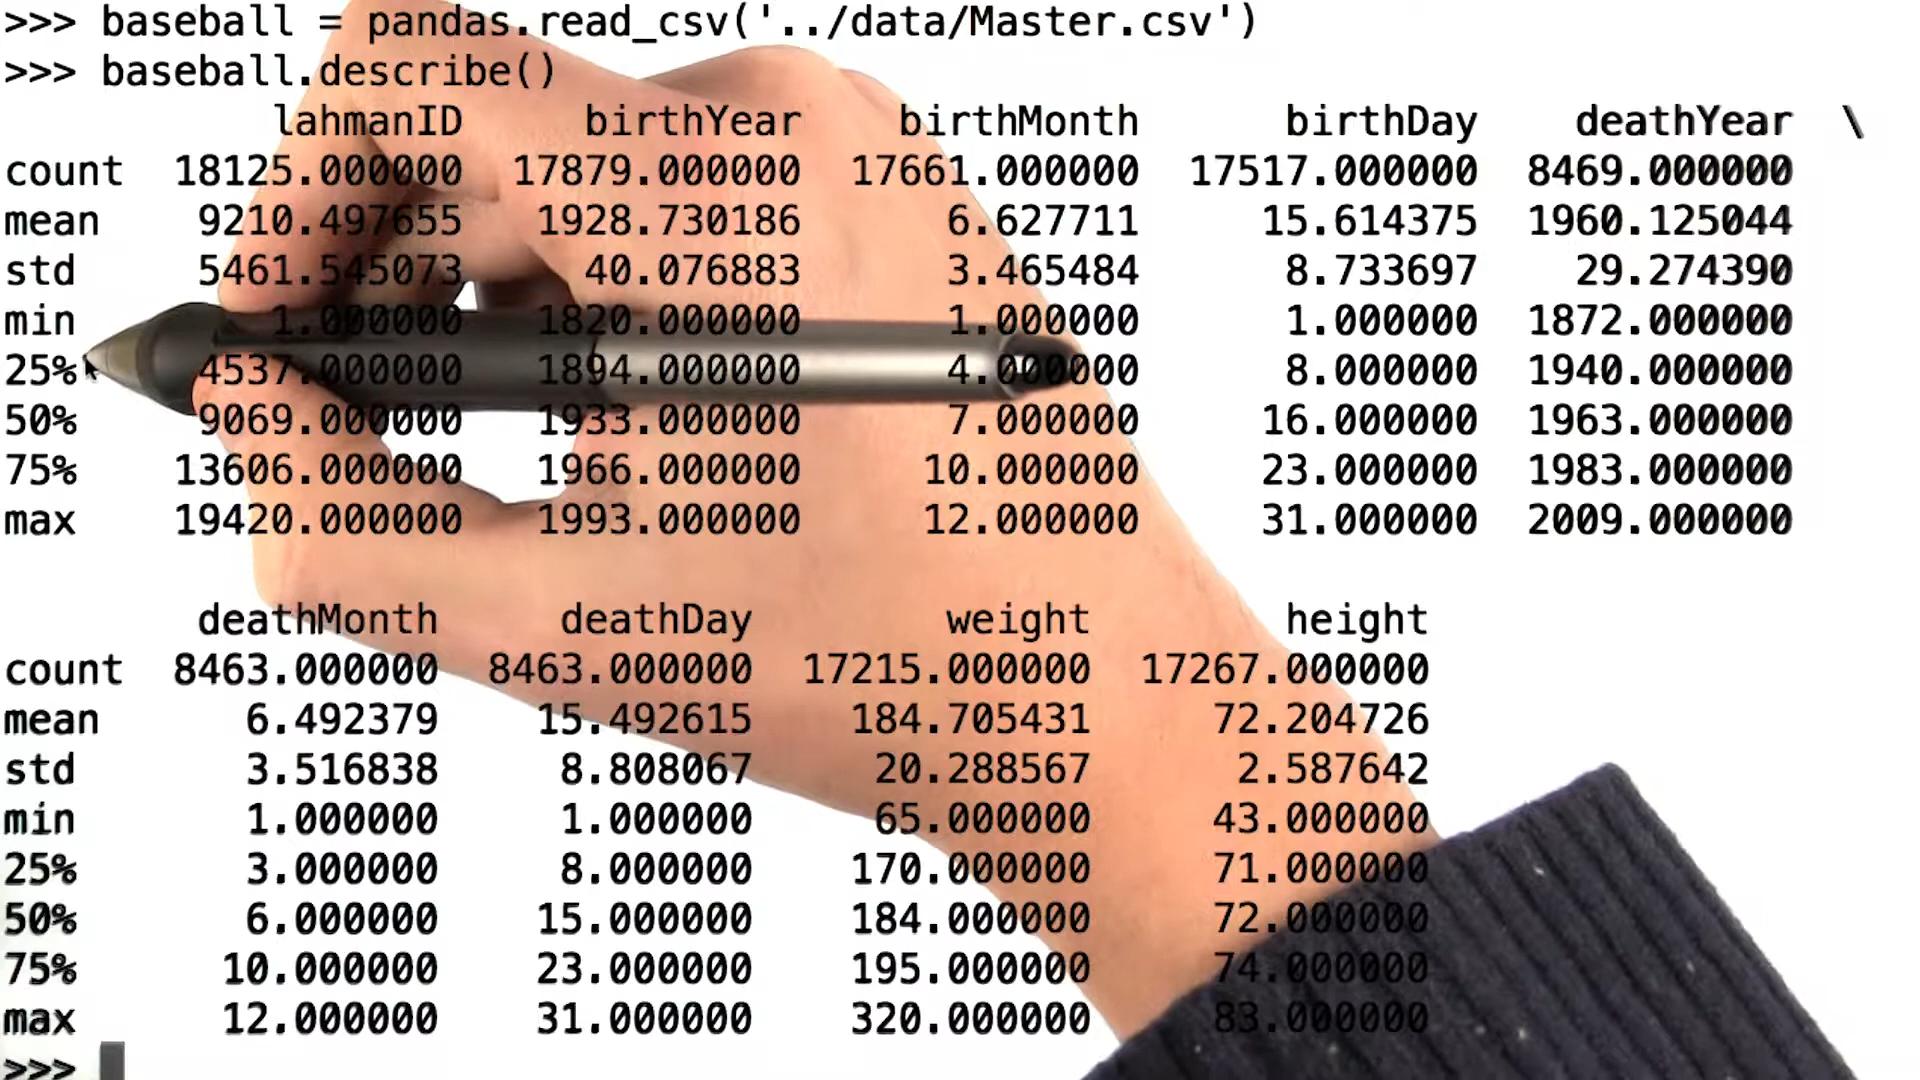 >>> baseball = pandas.read_csv('../data/Master.csv')
>>> baseball.describe()
lahmanID birthYear birthMonth birthDay deathYear \
count 18125.000000 17879.000000 17661.000000 17517.000000 8469.000000
mean 9210.497655 1928.730186 6.627711 15.614375 1960.125044
std 5461.545073 40.076883 3.465484 8.733697 29.274390
min 1.000000 1820.000000 1.000000 1.000000 1872.000000
25% 4537.000000 1894.000000 4.000000 8.000000 1940.000000
50% 9069.000000 1933.000000 7.000000 16.000000 1963.000000
75% 13606.000000 1966.000000 10.000000 23.000000 1983.000000
max 19420.000000 1993.000000 12.000000 31.000000 2009.000000
deathMonth deathDay weight height
count 8463.000000 8463.000000 17215.000000 17267.000000
mean 6.492379 15.492615 184.705431 72.204726
std 3.516838 8.808067 20.288567 2.587642
min 1.000000 1.000000 65.000000 43.000000
25% 3.000000 8.000000 170.000000 71.000000
50% 6.000000 15.000000 184.000000 72.000000
75% 10.000000 23.000000 195.000000 74.000000
max 12.000000 31.000000 320.000000 83.000000
>>>